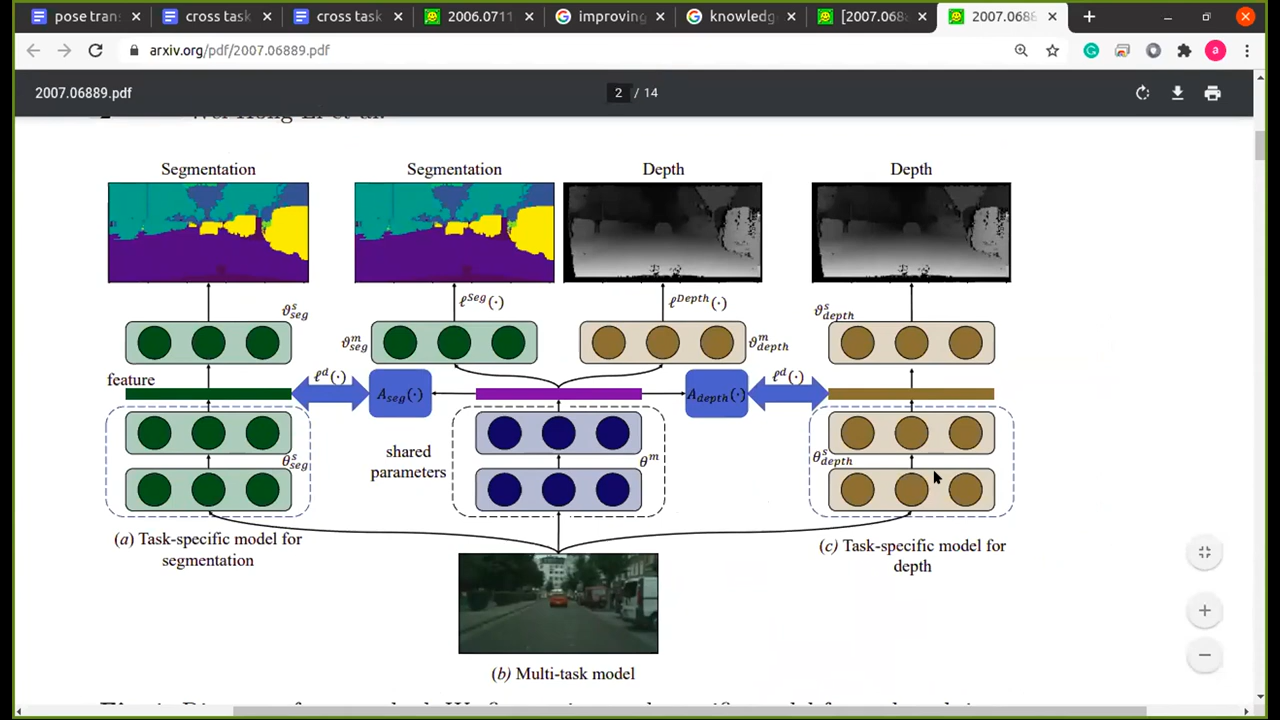 pose trans
cross task
cross task
2006.0711
improving
knowledg
[2007.068
2007.0688
arxiv.org/pdf/2007.06889.pdf
a
2007.06889.pdf
2 / 14
Segmentation
Segmentation
Depth
Depth
ℓ^Seg(·)
ℓ^Depth(·)
ϑ^s_seg
ϑ^m_seg
ϑ^m_depth
ϑ^s_depth
feature
ℓ^d(·)
A_seg(·)
A_depth(·)
ℓ^d(·)
θ^s_seg
shared
parameters
θ^m
θ^s_depth
(a) Task-specific model for
segmentation
(c) Task-specific model for
depth
(b) Multi-task model